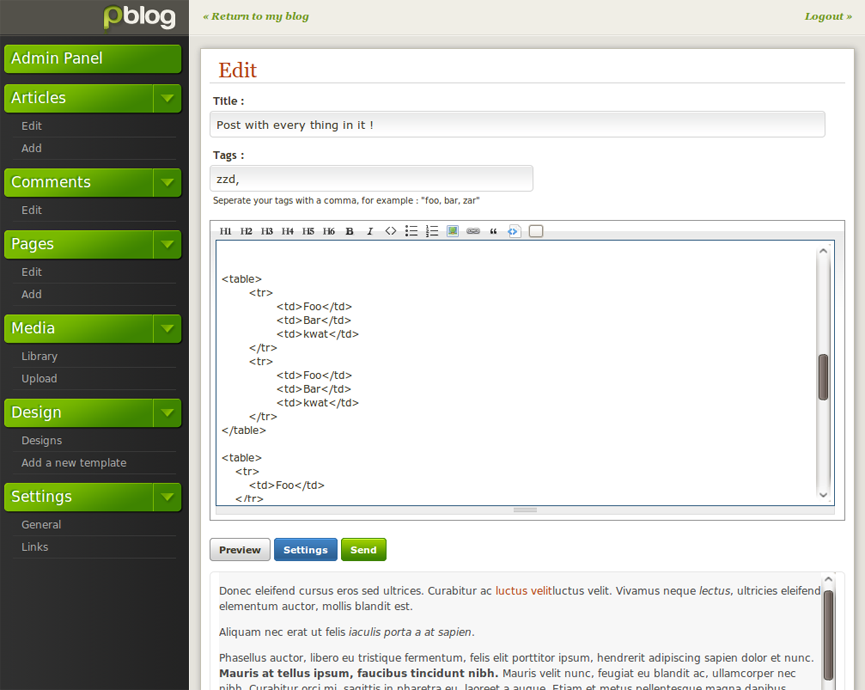 pblog
« Return to my blog
Logout »
Admin Panel
Articles
Edit
Add
Comments
Edit
Pages
Edit
Add
Media
Library
Upload
Design
Designs
Add a new template
Settings
General
Links
Edit
Title :
Post with every thing in it !
Tags :
zzd,
Seperate your tags with a comma, for example : "foo, bar, zar"
H1 H2 H3 H4 H5 H6 B I
<table>
<tr>
<td>Foo</td>
<td>Bar</td>
<td>kwat</td>
</tr>
<tr>
<td>Foo</td>
<td>Bar</td>
<td>kwat</td>
</tr>
</table>
<table>
<tr>
<td>Foo</td>
</tr>
Preview Settings Send
Donec eleifend cursus eros sed ultrices. Curabitur ac luctus velitluctus velit. Vivamus neque lectus, ultricies eleifend
elementum auctor, mollis blandit est.
Aliquam nec erat ut felis iaculis porta a at sapien.
Phasellus auctor, libero eu tristique fermentum, felis elit porttitor ipsum, hendrerit adipiscing sapien dolor et nunc.
Mauris at tellus ipsum, faucibus tincidunt nibh. Mauris velit nunc, feugiat eu blandit ac, ullamcorper nec
nibh. Curabitur orci mi, sagittis in pharetra eu, laoreet a augue. Etiam et metus pellentesque magna dapibus